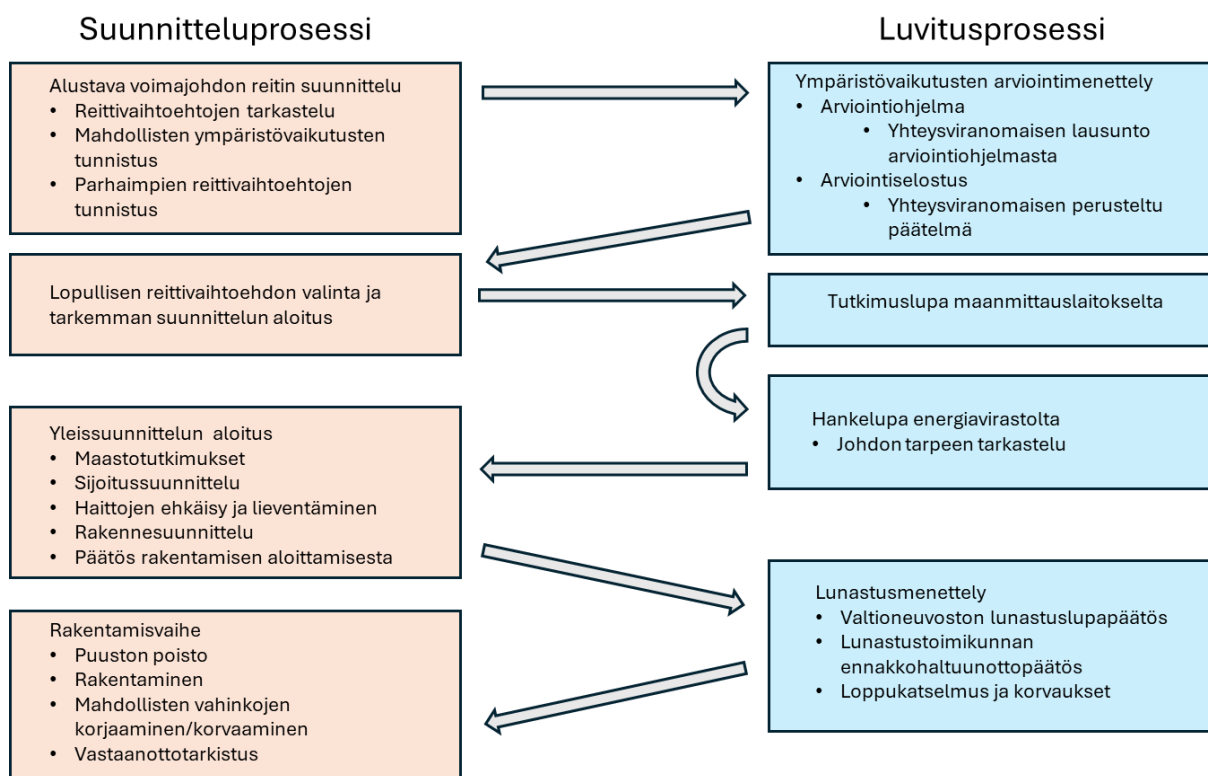 Suunnitteluprosessi
Luvitusprosessi
Alustava voimajohdon reitin suunnittelu
• Reittivaihtoehtojen tarkastelu
• Mahdollisten ympäristövaikutusten
tunnistus
• Parhaimpien reittivaihtoehtojen
tunnistus
Ympäristövaikutusten arviointimenettely
• Arviointiohjelma
• Yhteysviranomaisen lausunto
arviointiohjelmasta
• Arviointiselostus
• Yhteysviranomaisen perusteltu
päätelmä
Lopullisen reittivaihtoehdon valinta ja
tarkemman suunnittelun aloitus
Tutkimuslupa maanmittauslaitokselta
Hankelupa energiavirastolta
• Johdon tarpeen tarkastelu
Yleissuunnittelun aloitus
• Maastotutkimukset
• Sijoitussuunnittelu
• Haittojen ehkäisy ja lieventäminen
• Rakennesuunnittelu
• Päätös rakentamisen aloittamisesta
Lunastusmenettely
• Valtioneuvoston lunastuslupapäätös
• Lunastustoimikunnan
ennakkohaltuunottopäätös
• Loppukatselmus ja korvaukset
Rakentamisvaihe
• Puuston poisto
• Rakentaminen
• Mahdollisten vahinkojen
korjaaminen/korvaaminen
• Vastaanottotarkistus